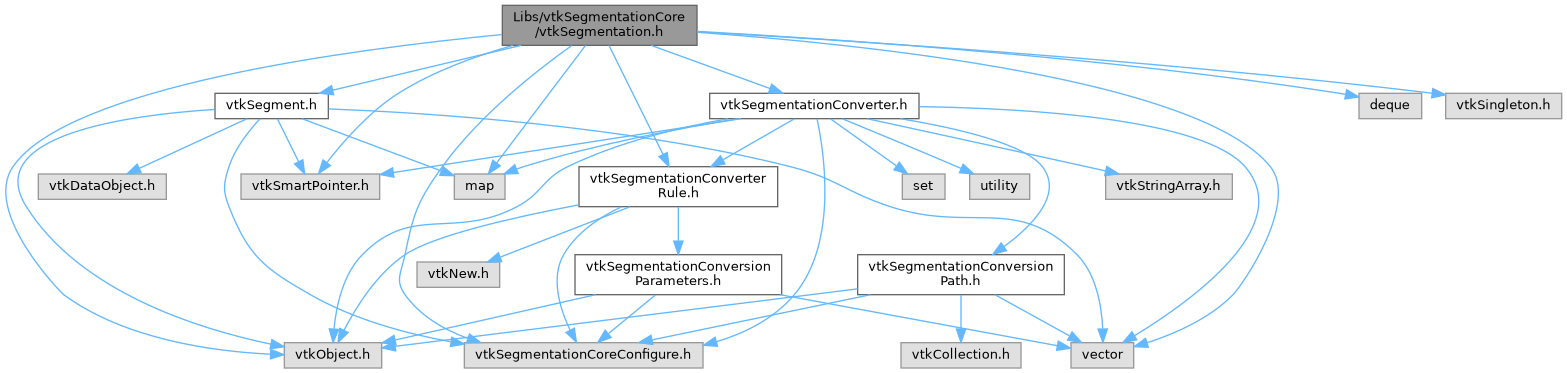 Libs/vtkSegmentationCore
/vtkSegmentation.h
vtkSegment.h
vtkSegmentationConverter.h
deque
vtkSingleton.h
vtkDataObject.h
vtkSmartPointer.h
map
vtkSegmentationConverter
Rule.h
set
utility
vtkStringArray.h
vtkNew.h
vtkSegmentationConversion
Parameters.h
vtkSegmentationConversion
Path.h
vtkObject.h
vtkSegmentationCoreConfigure.h
vtkCollection.h
vector